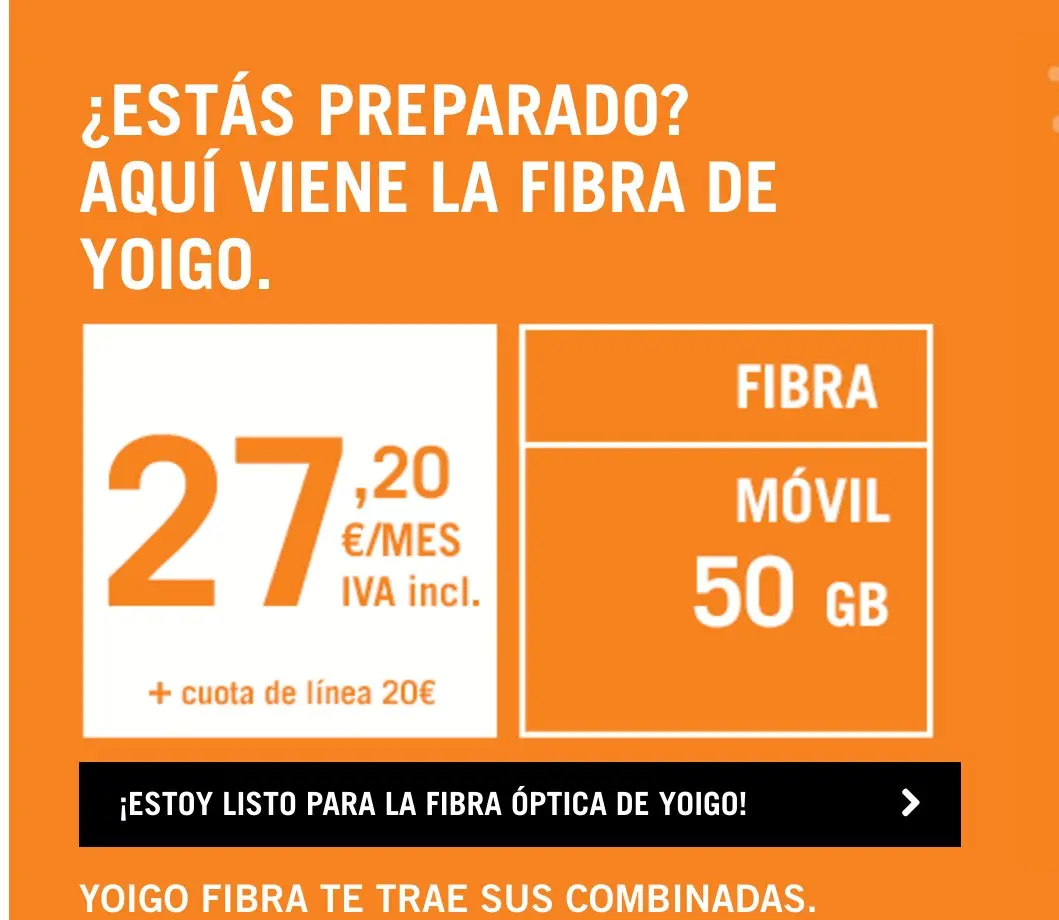 ¿ESTÁS PREPARADO?
AQUÍ VIENE LA FIBRA DE
YOIGO.
27,20
€/MES
IVA incl.
+ cuota de línea 20€
FIBRA
MÓVIL
50 GB
¡ESTOY LISTO PARA LA FIBRA ÓPTICA DE YOIGO!
YOIGO FIBRA TE TRAE SUS COMBINADAS.